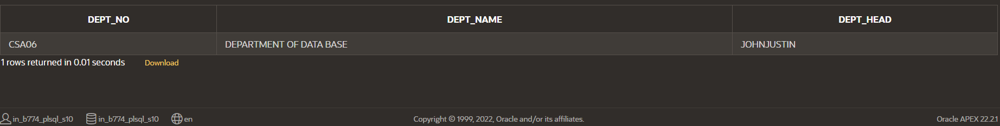 DEPT_NO DEPT_NAME DEPT_HEAD
CSA06 DEPARTMENT OF DATA BASE JOHNJUSTIN
1 rows returned in 0.01 seconds Download
in_b774_plsql_s10 in_b774_plsql_s10 en Copyright © 1999, 2022, Oracle and/or its affiliates. Oracle APEX 22.2.1